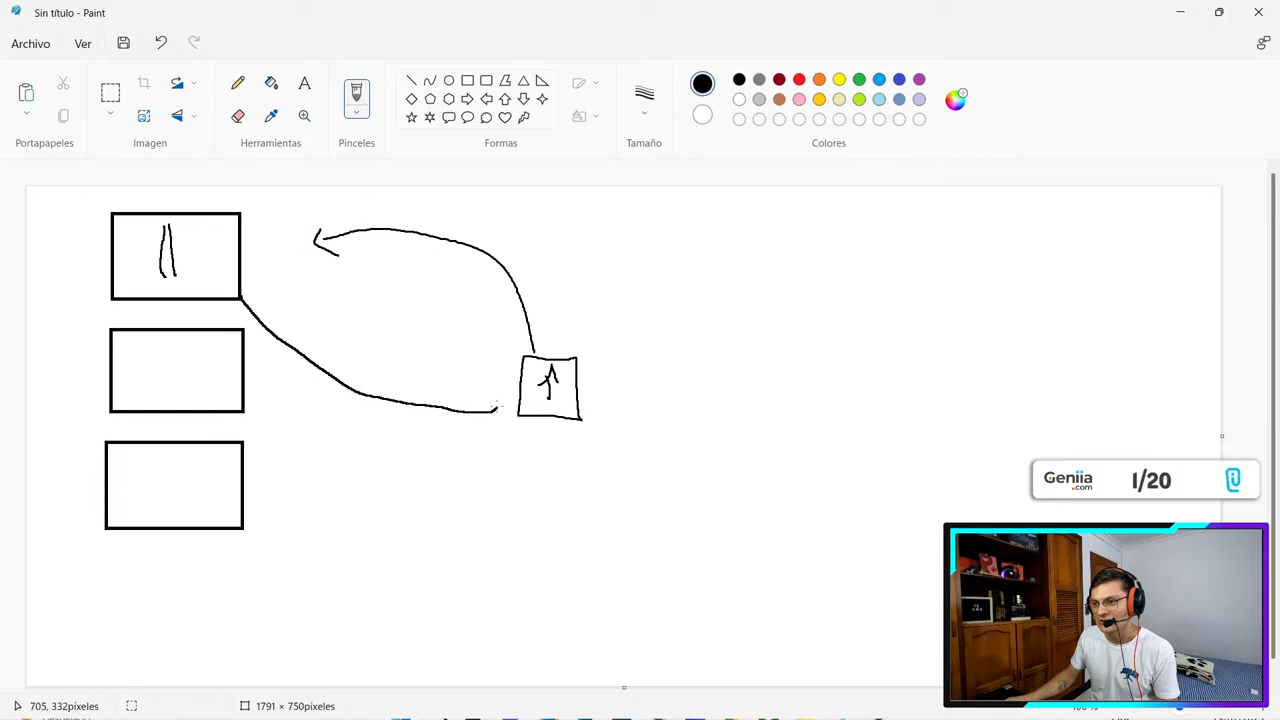 Sin título - Paint
Archivo Ver
Portapapeles Imagen Herramientas Pinceles Formas Tamaño Colores
Geniia .com 1/20
705, 332píxeles 1791 × 750píxeles